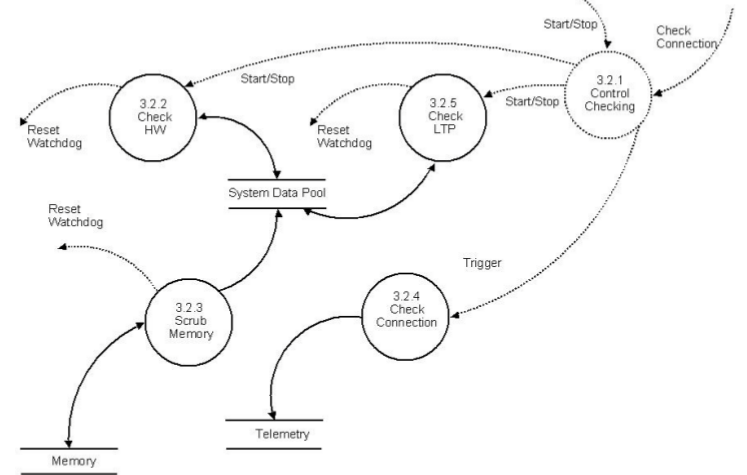 Start/Stop
Check
Connection
Start/Stop
3.2.1
Control
Checking
3.2.2
Check
HW
3.2.5
Check
LTP
Start/Stop
Reset
Watchdog
Reset
Watchdog
System Data Pool
Reset
Watchdog
Trigger
3.2.3
Scrub
Memory
3.2.4
Check
Connection
Telemetry
Memory